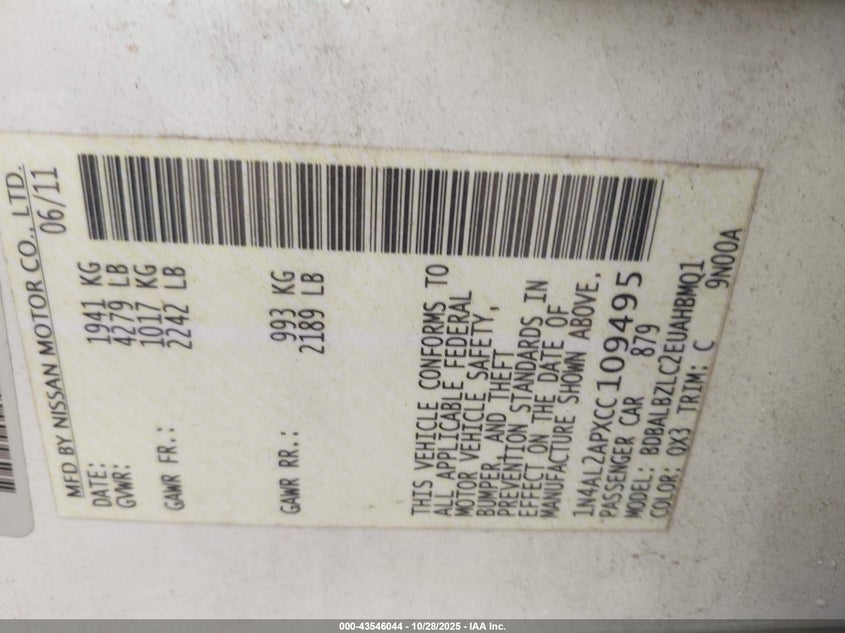 MFD BY NISSAN MOTOR CO., LTD.
DATE: 06/11
GVWR: 1941 KG
4279 LB
GAWR FR.: 1017 KG
2242 LB
GAWR RR.: 993 KG
2189 LB
THIS VEHICLE CONFORMS TO
ALL APPLICABLE FEDERAL
MOTOR VEHICLE SAFETY,
BUMPER, AND THEFT
PREVENTION STANDARDS IN
EFFECT ON THE DATE OF
MANUFACTURE SHOWN ABOVE.
1N4AL2APXCC109495
PASSENGER CAR 879
MODEL: BDBALBZLC2EUAHBMQ1
COLOR: QX3 TRIM: C 9N00A
000-43546044 - 10/28/2025 - IAA Inc.